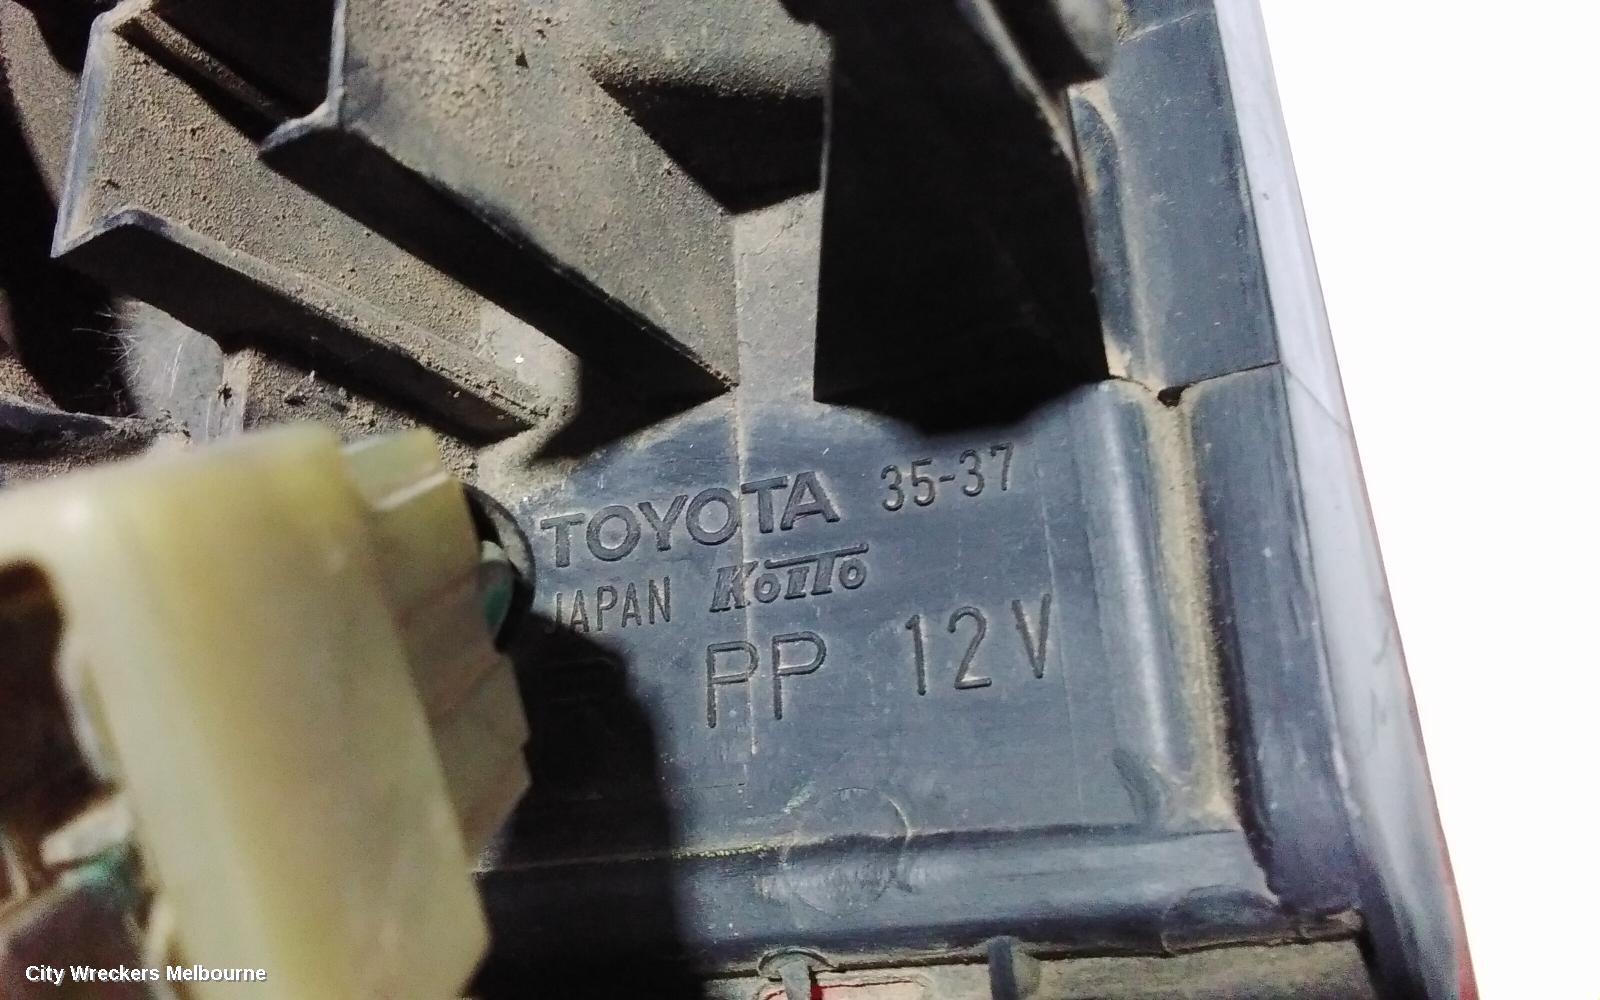 TOYOTA 35-37
JAPAN KOITO
PP 12V
City Wreckers Melbourne